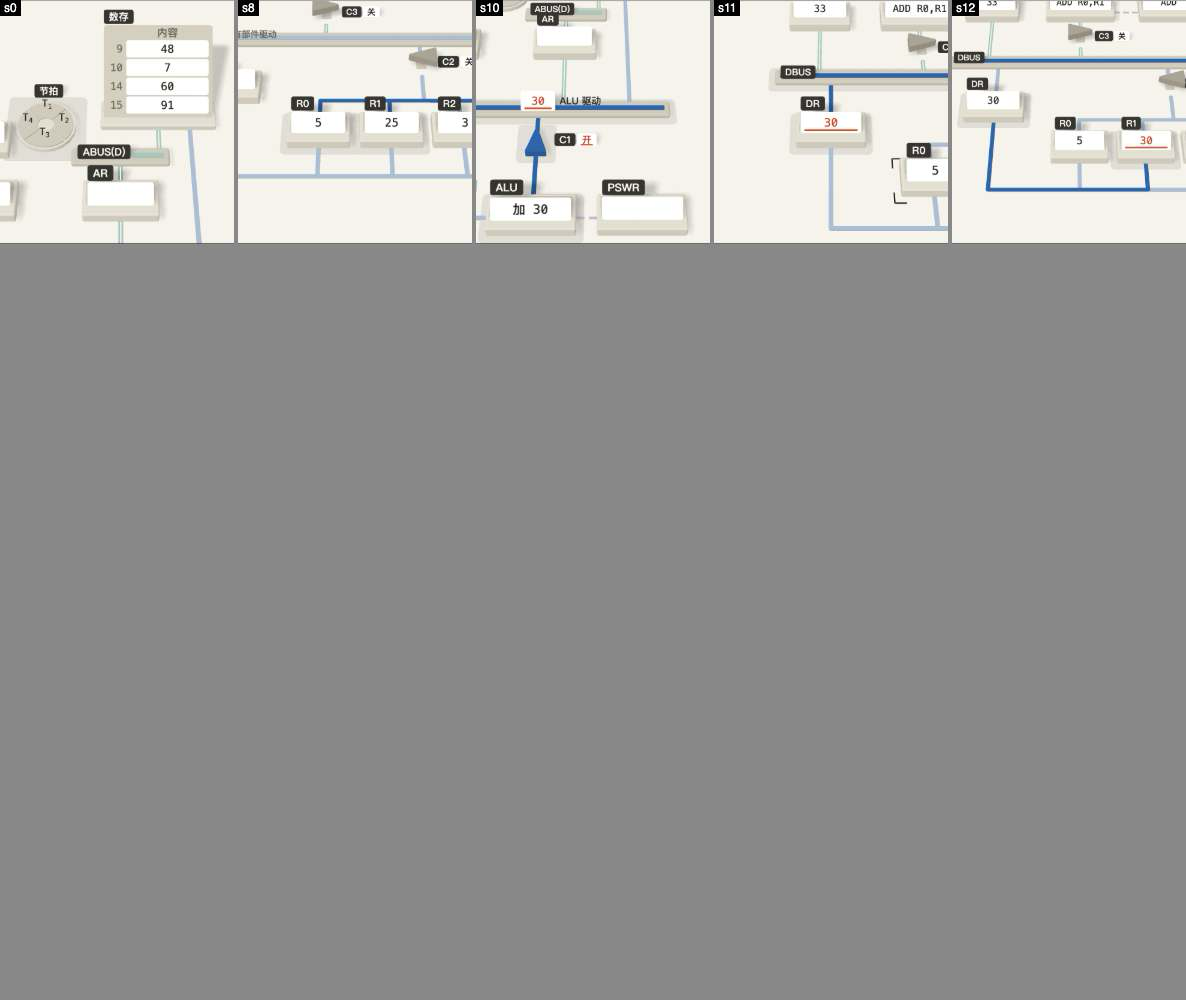 s0
数存
内容
9 48
10 7
14 60
15 91
节拍
T1
T2
T3
T4
ABUS(D)
AR
s8
C3 关
部件驱动
C2 关
R0
R1
R2
5
25
3
s10
ABUS(D)
AR
30 ALU 驱动
C1 开
ALU
PSWR
加 30
s11
33
ADD R0,R1
DBUS
DR
30
R0
5
s12
33
ADD R0,R1
ADD
C3 关
DBUS
DR
30
R0
R1
5
30